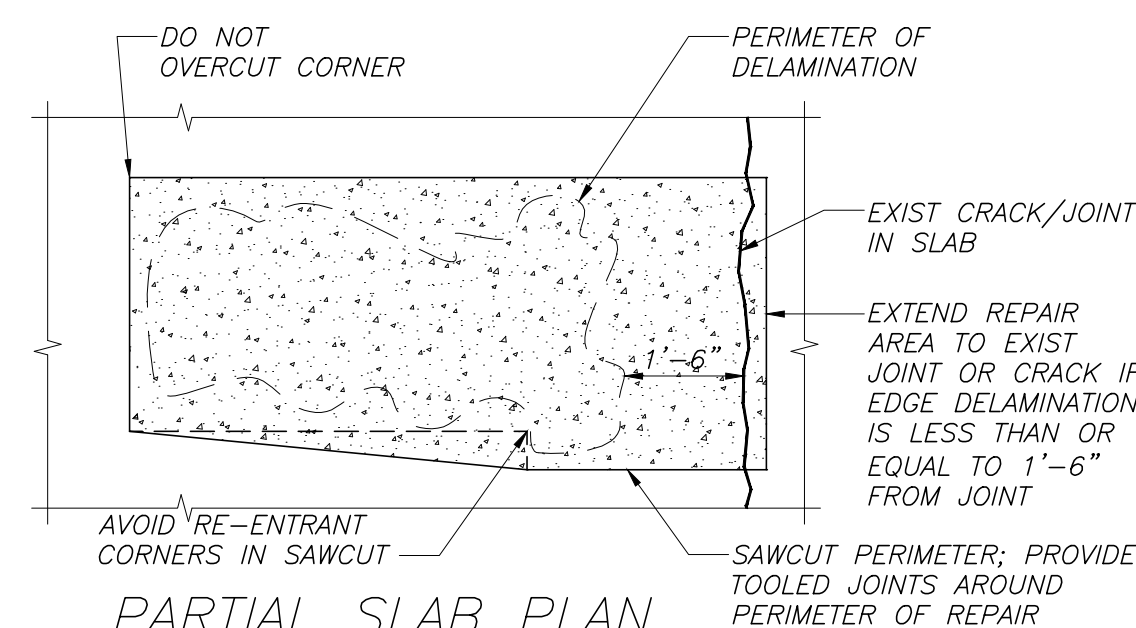 DO NOT
OVERCUT CORNER
PERIMETER OF
DELAMINATION
EXIST CRACK/JOINT
IN SLAB
EXTEND REPAIR
AREA TO EXIST
JOINT OR CRACK IF
EDGE DELAMINATION
IS LESS THAN OR
EQUAL TO 1'-6"
FROM JOINT
1'-6"
AVOID RE-ENTRANT
CORNERS IN SAWCUT
SAWCUT PERIMETER; PROVIDE
TOOLED JOINTS AROUND
PERIMETER OF REPAIR
PARTIAL SLAB PLAN